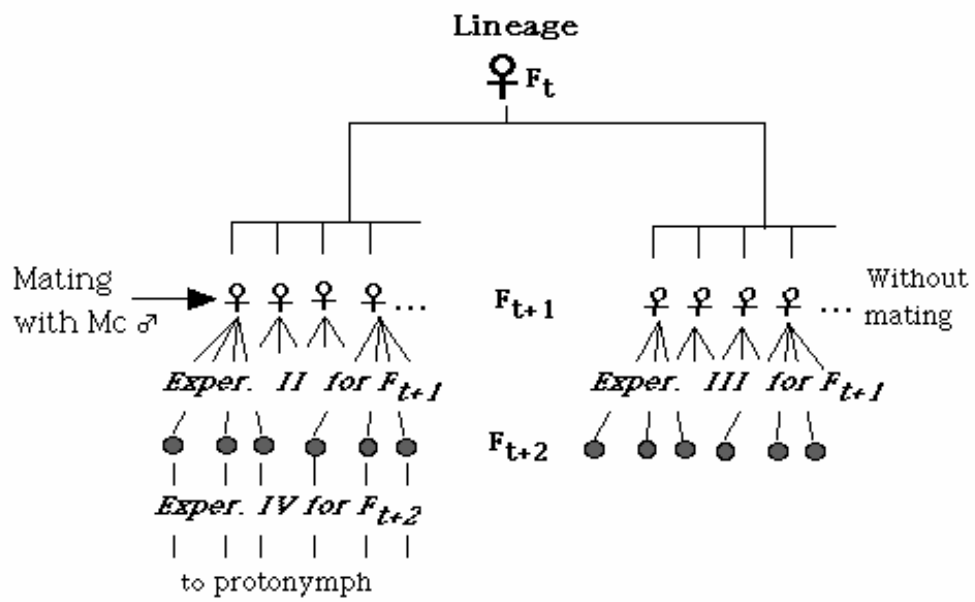 Lineage
♀ Ft
Mating
with Mc ♂
♀ ♀ ♀ ♀ ...
Ft+1
♀ ♀ ♀ ♀ ...
Without
mating
Exper. II for Ft+1
Exper. III for Ft+1
Ft+2
Exper. IV for Ft+2
to protonymph